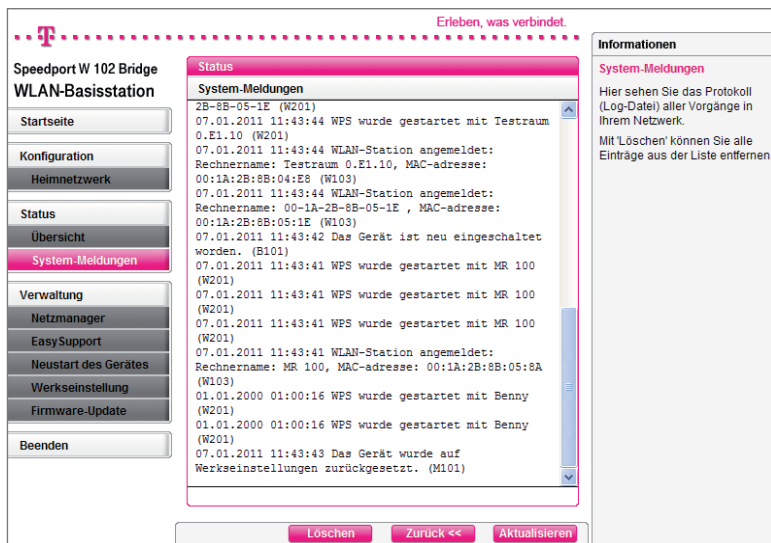 Erleben, was verbindet.
T
Speedport W 102 Bridge
WLAN-Basisstation
Startseite
Konfiguration
Heimnetzwerk
Status
Übersicht
System-Meldungen
Verwaltung
Netzmanager
EasySupport
Neustart des Gerätes
Werkseinstellung
Firmware-Update
Beenden
Status
System-Meldungen
2B-8B-05-1E (W201)
07.01.2011 11:43:44 WPS wurde gestartet mit Testraum
0.E1.10 (W201)
07.01.2011 11:43:44 WLAN-Station angemeldet:
Rechnername: Testraum 0.E1.10, MAC-adresse:
00:1A:2B:8B:04:E8 (W103)
07.01.2011 11:43:44 WLAN-Station angemeldet:
Rechnername: 00-1A-2B-8B-05-1E , MAC-adresse:
00:1A:2B:8B:05:1E (W103)
07.01.2011 11:43:42 Das Gerät ist neu eingeschaltet
worden. (B101)
07.01.2011 11:43:41 WPS wurde gestartet mit MR 100
(W201)
07.01.2011 11:43:41 WPS wurde gestartet mit MR 100
(W201)
07.01.2011 11:43:41 WPS wurde gestartet mit MR 100
(W201)
07.01.2011 11:43:41 WLAN-Station angemeldet:
Rechnername: MR 100, MAC-adresse: 00:1A:2B:8B:05:8A
(W103)
01.01.2000 01:00:16 WPS wurde gestartet mit Benny
(W201)
01.01.2000 01:00:16 WPS wurde gestartet mit Benny
(W201)
07.01.2011 11:43:43 Das Gerät wurde auf
Werkseinstellungen zurückgesetzt. (M101)
Löschen
Zurück <<
Aktualisieren
Informationen
System-Meldungen
Hier sehen Sie das Protokoll
(Log-Datei) aller Vorgänge in
Ihrem Netzwerk.
Mit 'Löschen' können Sie alle
Einträge aus der Liste entfernen